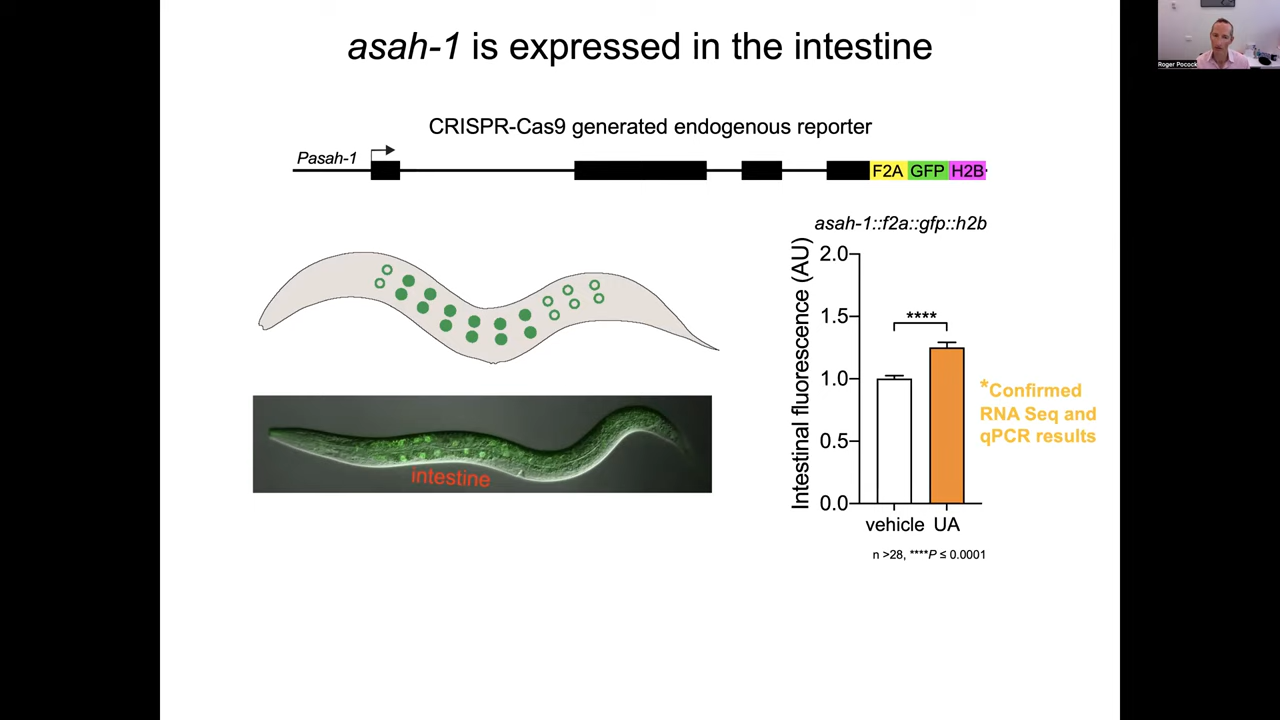 asah-1 is expressed in the intestine
Roger Pocock
CRISPR-Cas9 generated endogenous reporter
Pasah-1
F2A GFP H2B
asah-1::f2a::gfp::h2b
Intestinal fluorescence (AU)
2.0
1.5
1.0
0.5
0.0
****
vehicle UA
*Confirmed
RNA Seq and
qPCR results
n >28, ****P ≤ 0.0001
intestine